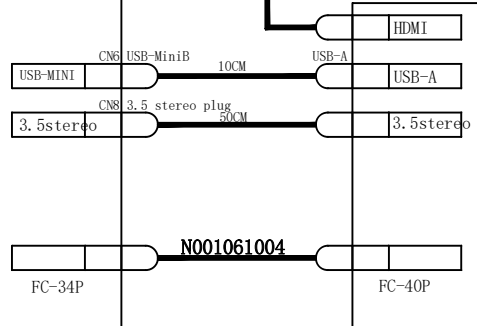 HDMI
CN6 USB-MiniB
USB-A
10CM
USB-MINI
USB-A
CN8 3.5 stereo plug
50CM
3.5stereo
3.5stereo
N001061004
FC-34P
FC-40P